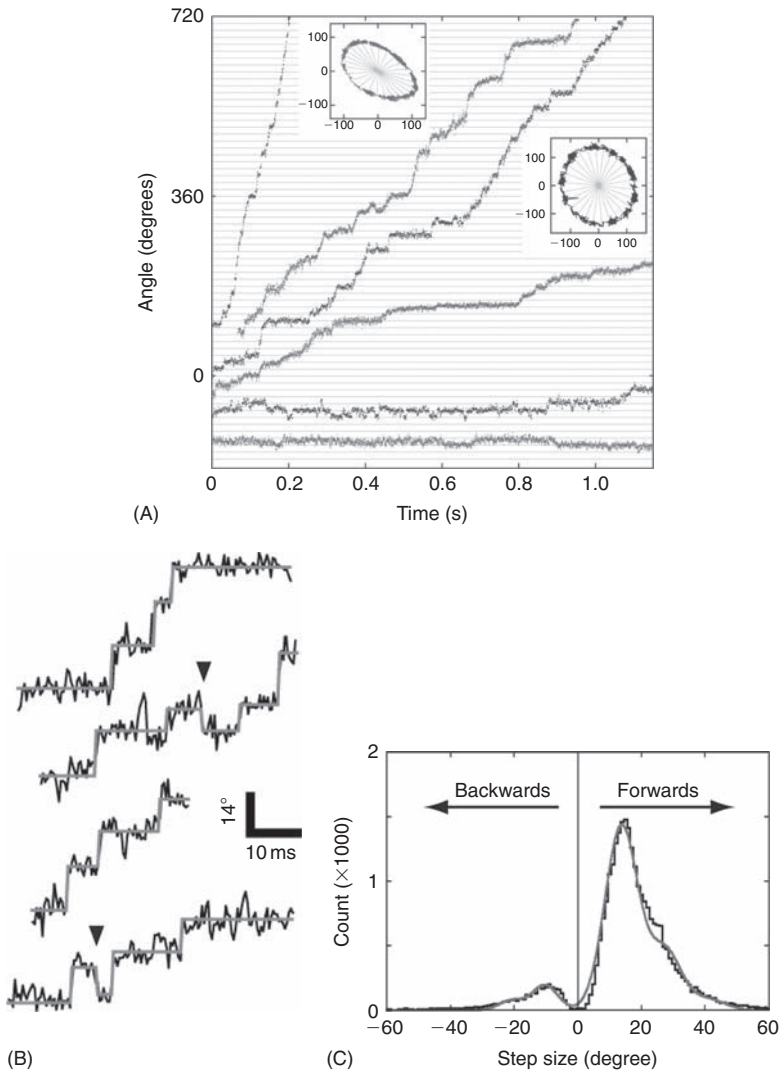 720
360
0
Angle (degrees)
100
0
−100
−100 0 100
100
0
−100
−100 0 100
0 0.2 0.4 0.6 0.8 1.0
Time (s)
(A)
14°
10 ms
(B)
2
1
0
Count (×1000)
Backwards Forwards
−60 −40 −20 0 20 40 60
Step size (degree)
(C)